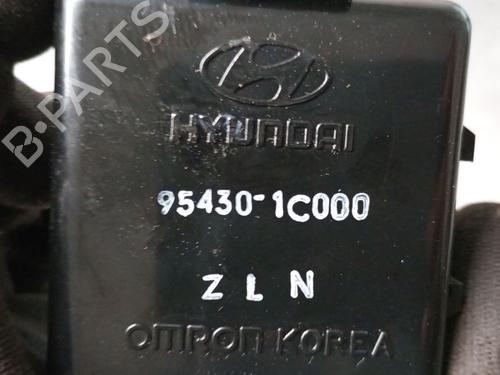 B-PARTS
HYUNDAI
95430-1C000
Z L N
OMRON KOREA